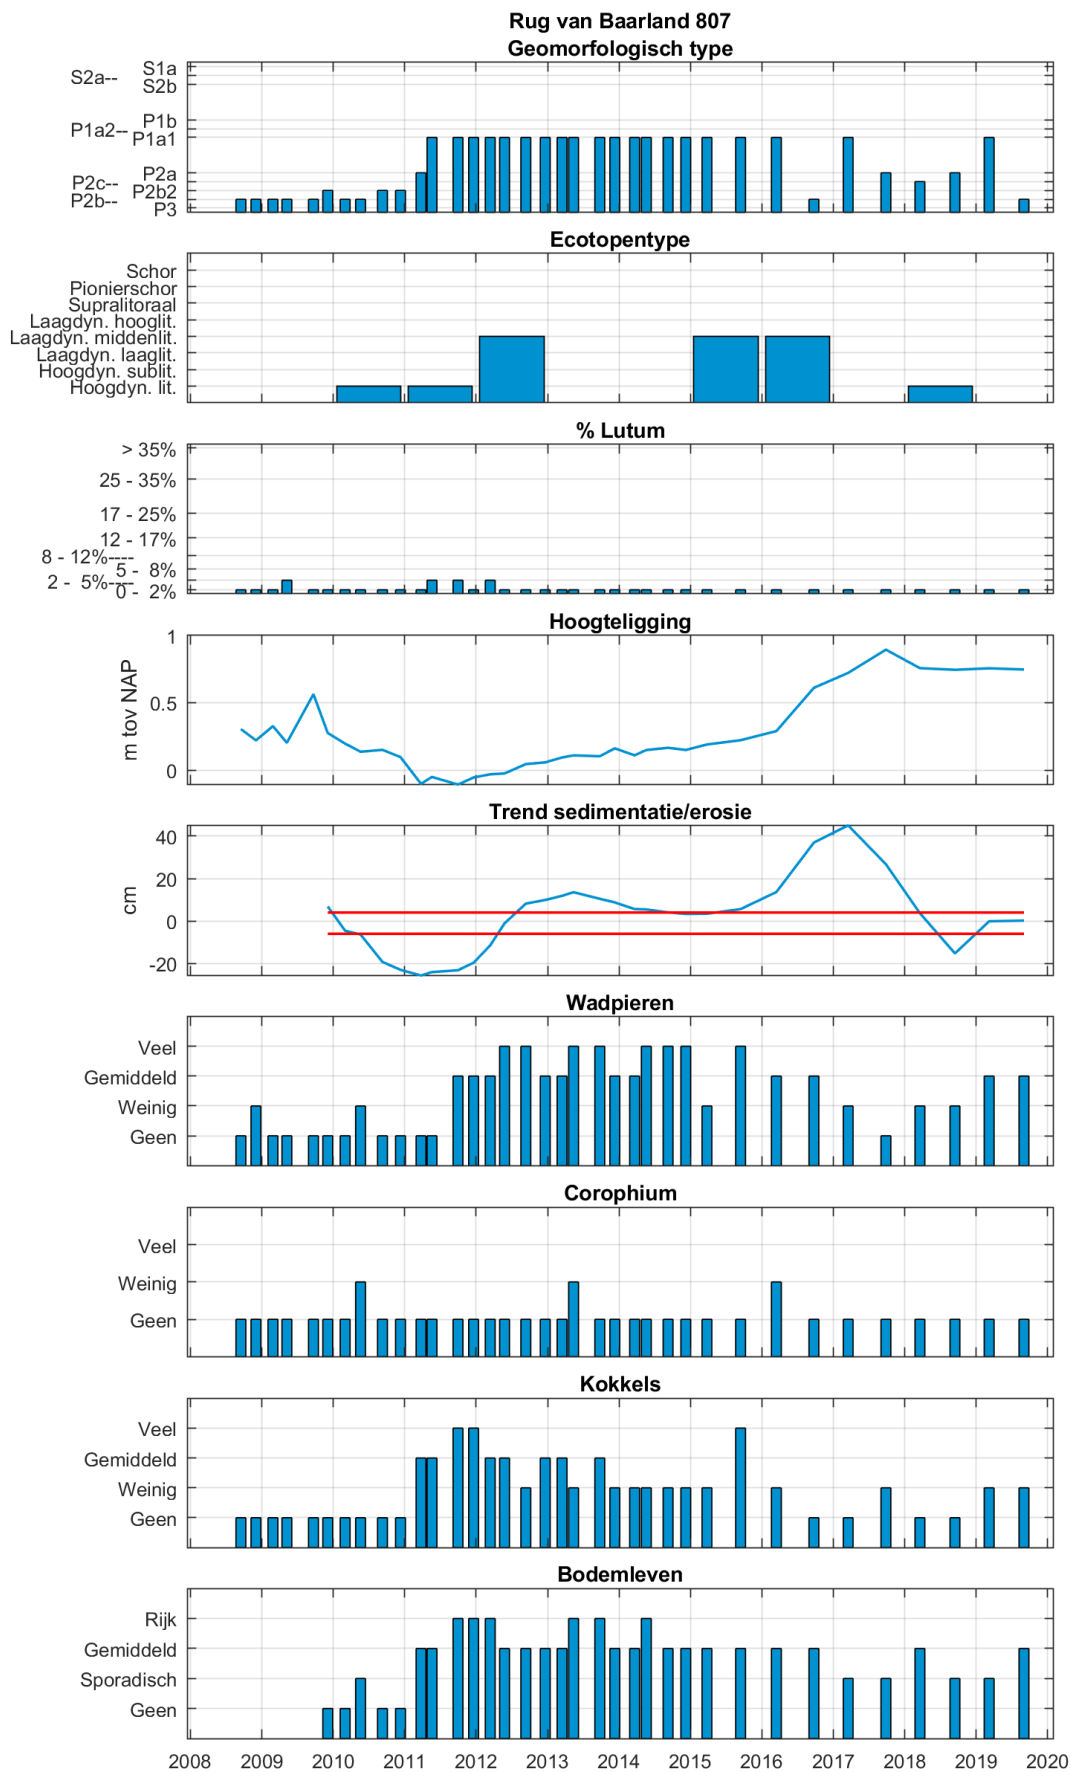 Rug van Baarland 807
Geomorfologisch type
S1a
S2a--
S2b
P1b
P1a2--
P1a1
P2a
P2c--
P2b2
P2b--
P3
Ecotopentype
Schor
Pionierschor
Supralitoraal
Laagdyn. hooglit.
Laagdyn. middenlit.
Laagdyn. laaglit.
Hoogdyn. sublit.
Hoogdyn. lit.
% Lutum
> 35%
25 - 35%
17 - 25%
12 - 17%
8 - 12%----
5 - 8%
2 - 5%----
0 - 2%
Hoogteligging
1
0.5
0
m tov NAP
Trend sedimentatie/erosie
40
20
0
-20
cm
Wadpieren
Veel
Gemiddeld
Weinig
Geen
Corophium
Veel
Weinig
Geen
Kokkels
Veel
Gemiddeld
Weinig
Geen
Bodemleven
Rijk
Gemiddeld
Sporadisch
Geen
2008 2009 2010 2011 2012 2013 2014 2015 2016 2017 2018 2019 2020